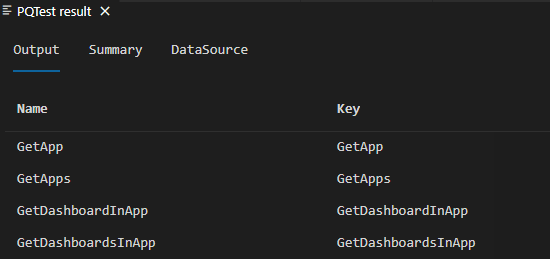 PQTest result
Output Summary DataSource
Name Key
GetApp GetApp
GetApps GetApps
GetDashboardInApp GetDashboardInApp
GetDashboardsInApp GetDashboardsInApp